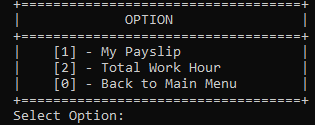 +==================================+
|            OPTION                |
+==================================+
|    [1] - My Payslip              |
|    [2] - Total Work Hour         |
|    [0] - Back to Main Menu       |
+==================================+
Select Option: